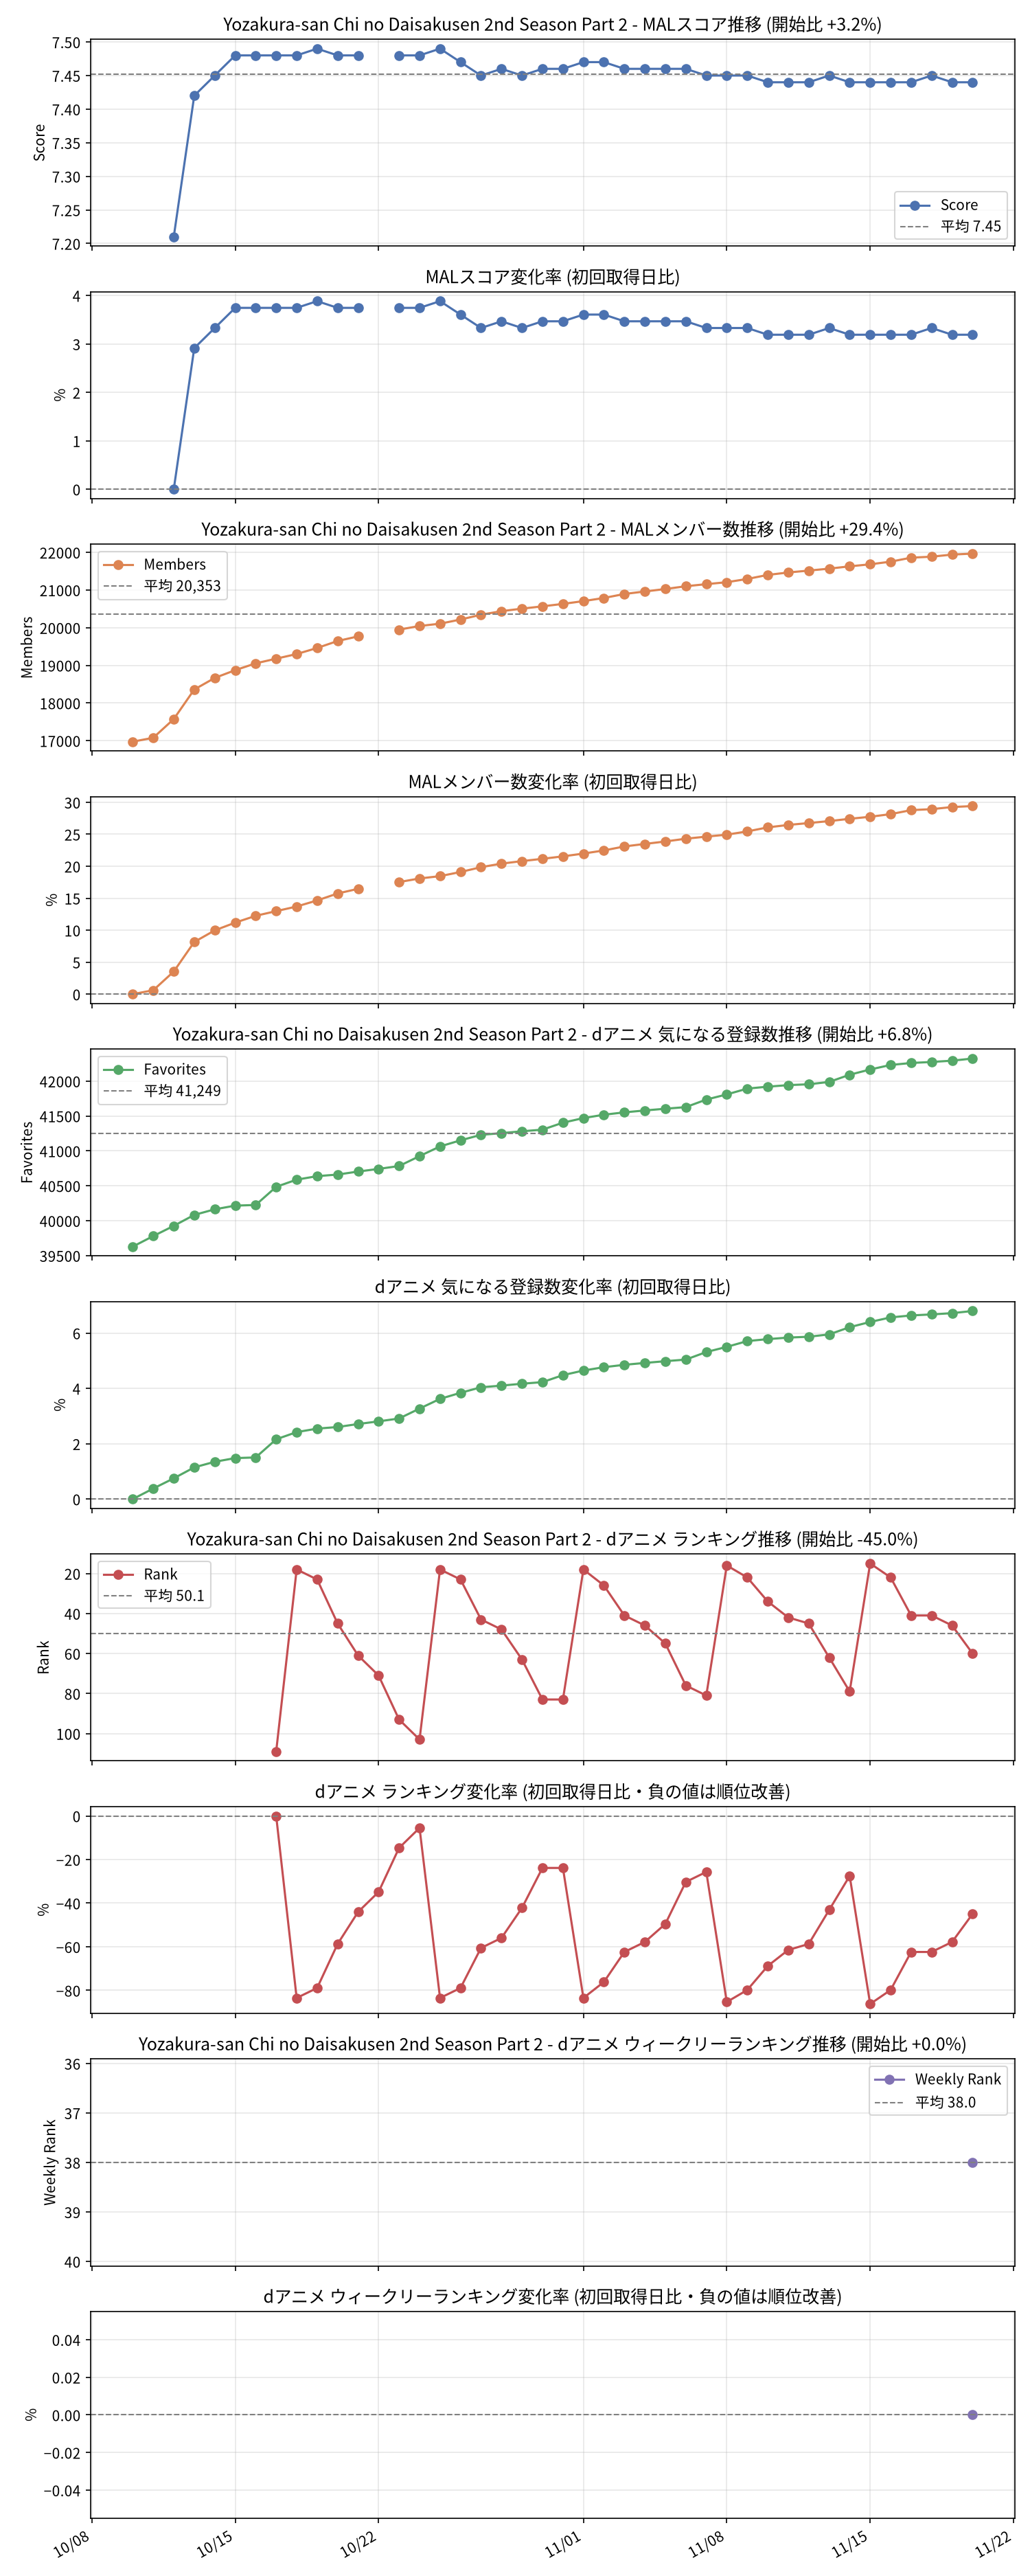 Yozakura-san Chi no Daisakusen 2nd Season Part 2 - MALスコア推移 (開始比 +3.2%)
7.50
7.45
7.40
7.35
7.30
7.25
7.20
Score
Score
平均 7.45
MALスコア変化率 (初回取得日比)
4
3
2
1
0
%
Yozakura-san Chi no Daisakusen 2nd Season Part 2 - MALメンバー数推移 (開始比 +29.4%)
22000
21000
20000
19000
18000
17000
Members
Members
平均 20,353
MALメンバー数変化率 (初回取得日比)
30
25
20
15
10
5
0
%
Yozakura-san Chi no Daisakusen 2nd Season Part 2 - dアニメ 気になる登録数推移 (開始比 +6.8%)
42000
41500
41000
40500
40000
39500
Favorites
Favorites
平均 41,249
dアニメ 気になる登録数変化率 (初回取得日比)
6
4
2
0
%
Yozakura-san Chi no Daisakusen 2nd Season Part 2 - dアニメ ランキング推移 (開始比 -45.0%)
20
40
60
80
100
Rank
Rank
平均 50.1
dアニメ ランキング変化率 (初回取得日比・負の値は順位改善)
0
−20
−40
−60
−80
%
Yozakura-san Chi no Daisakusen 2nd Season Part 2 - dアニメ ウィークリーランキング推移 (開始比 +0.0%)
36
37
38
39
40
Weekly Rank
Weekly Rank
平均 38.0
dアニメ ウィークリーランキング変化率 (初回取得日比・負の値は順位改善)
0.04
0.02
0.00
−0.02
−0.04
%
10/08
10/15
10/22
11/01
11/08
11/15
11/22